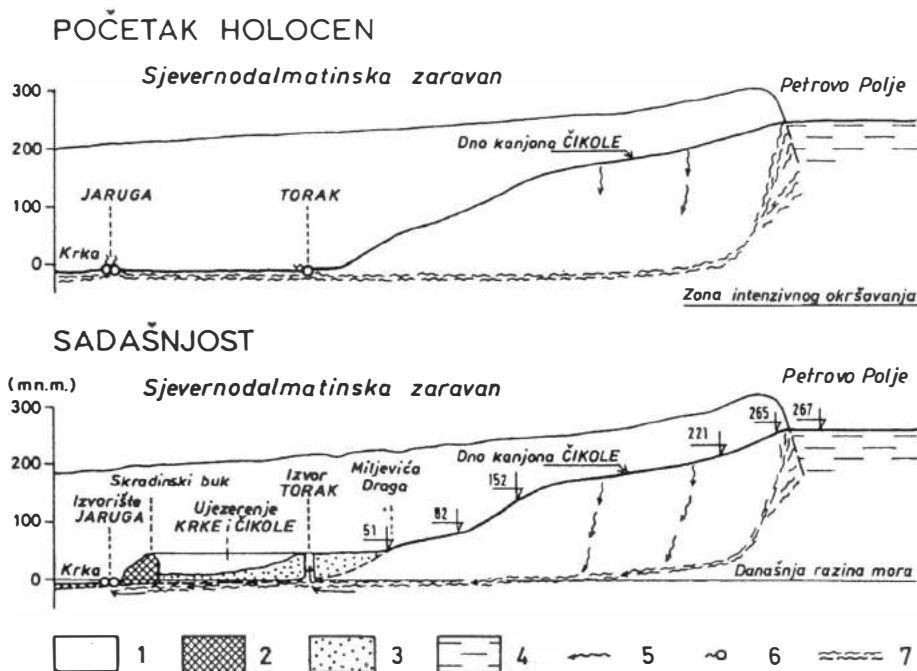 POČETAK HOLOCEN
Sjevernodalmatinska zaravan
Petrovo Polje
300
200
100
0
Dno kanjona ČIKOLE
JARUGA
TORAK
Krka
Zona intenzivnog okršavanja
SADAŠNJOST
(mn.m.)
Sjevernodalmatinska zaravan
Petrovo Polje
300
200
100
0
265
267
221
Dno kanjona ČIKOLE
152
82
51
Miljevića
Draga
Izvor
TORAK
Skradinski buk
Izvorište
JARUGA
Ujezerenje
KRKE i ČIKOLE
Krka
Današnja razina mora
1 2 3 4 5 6 7